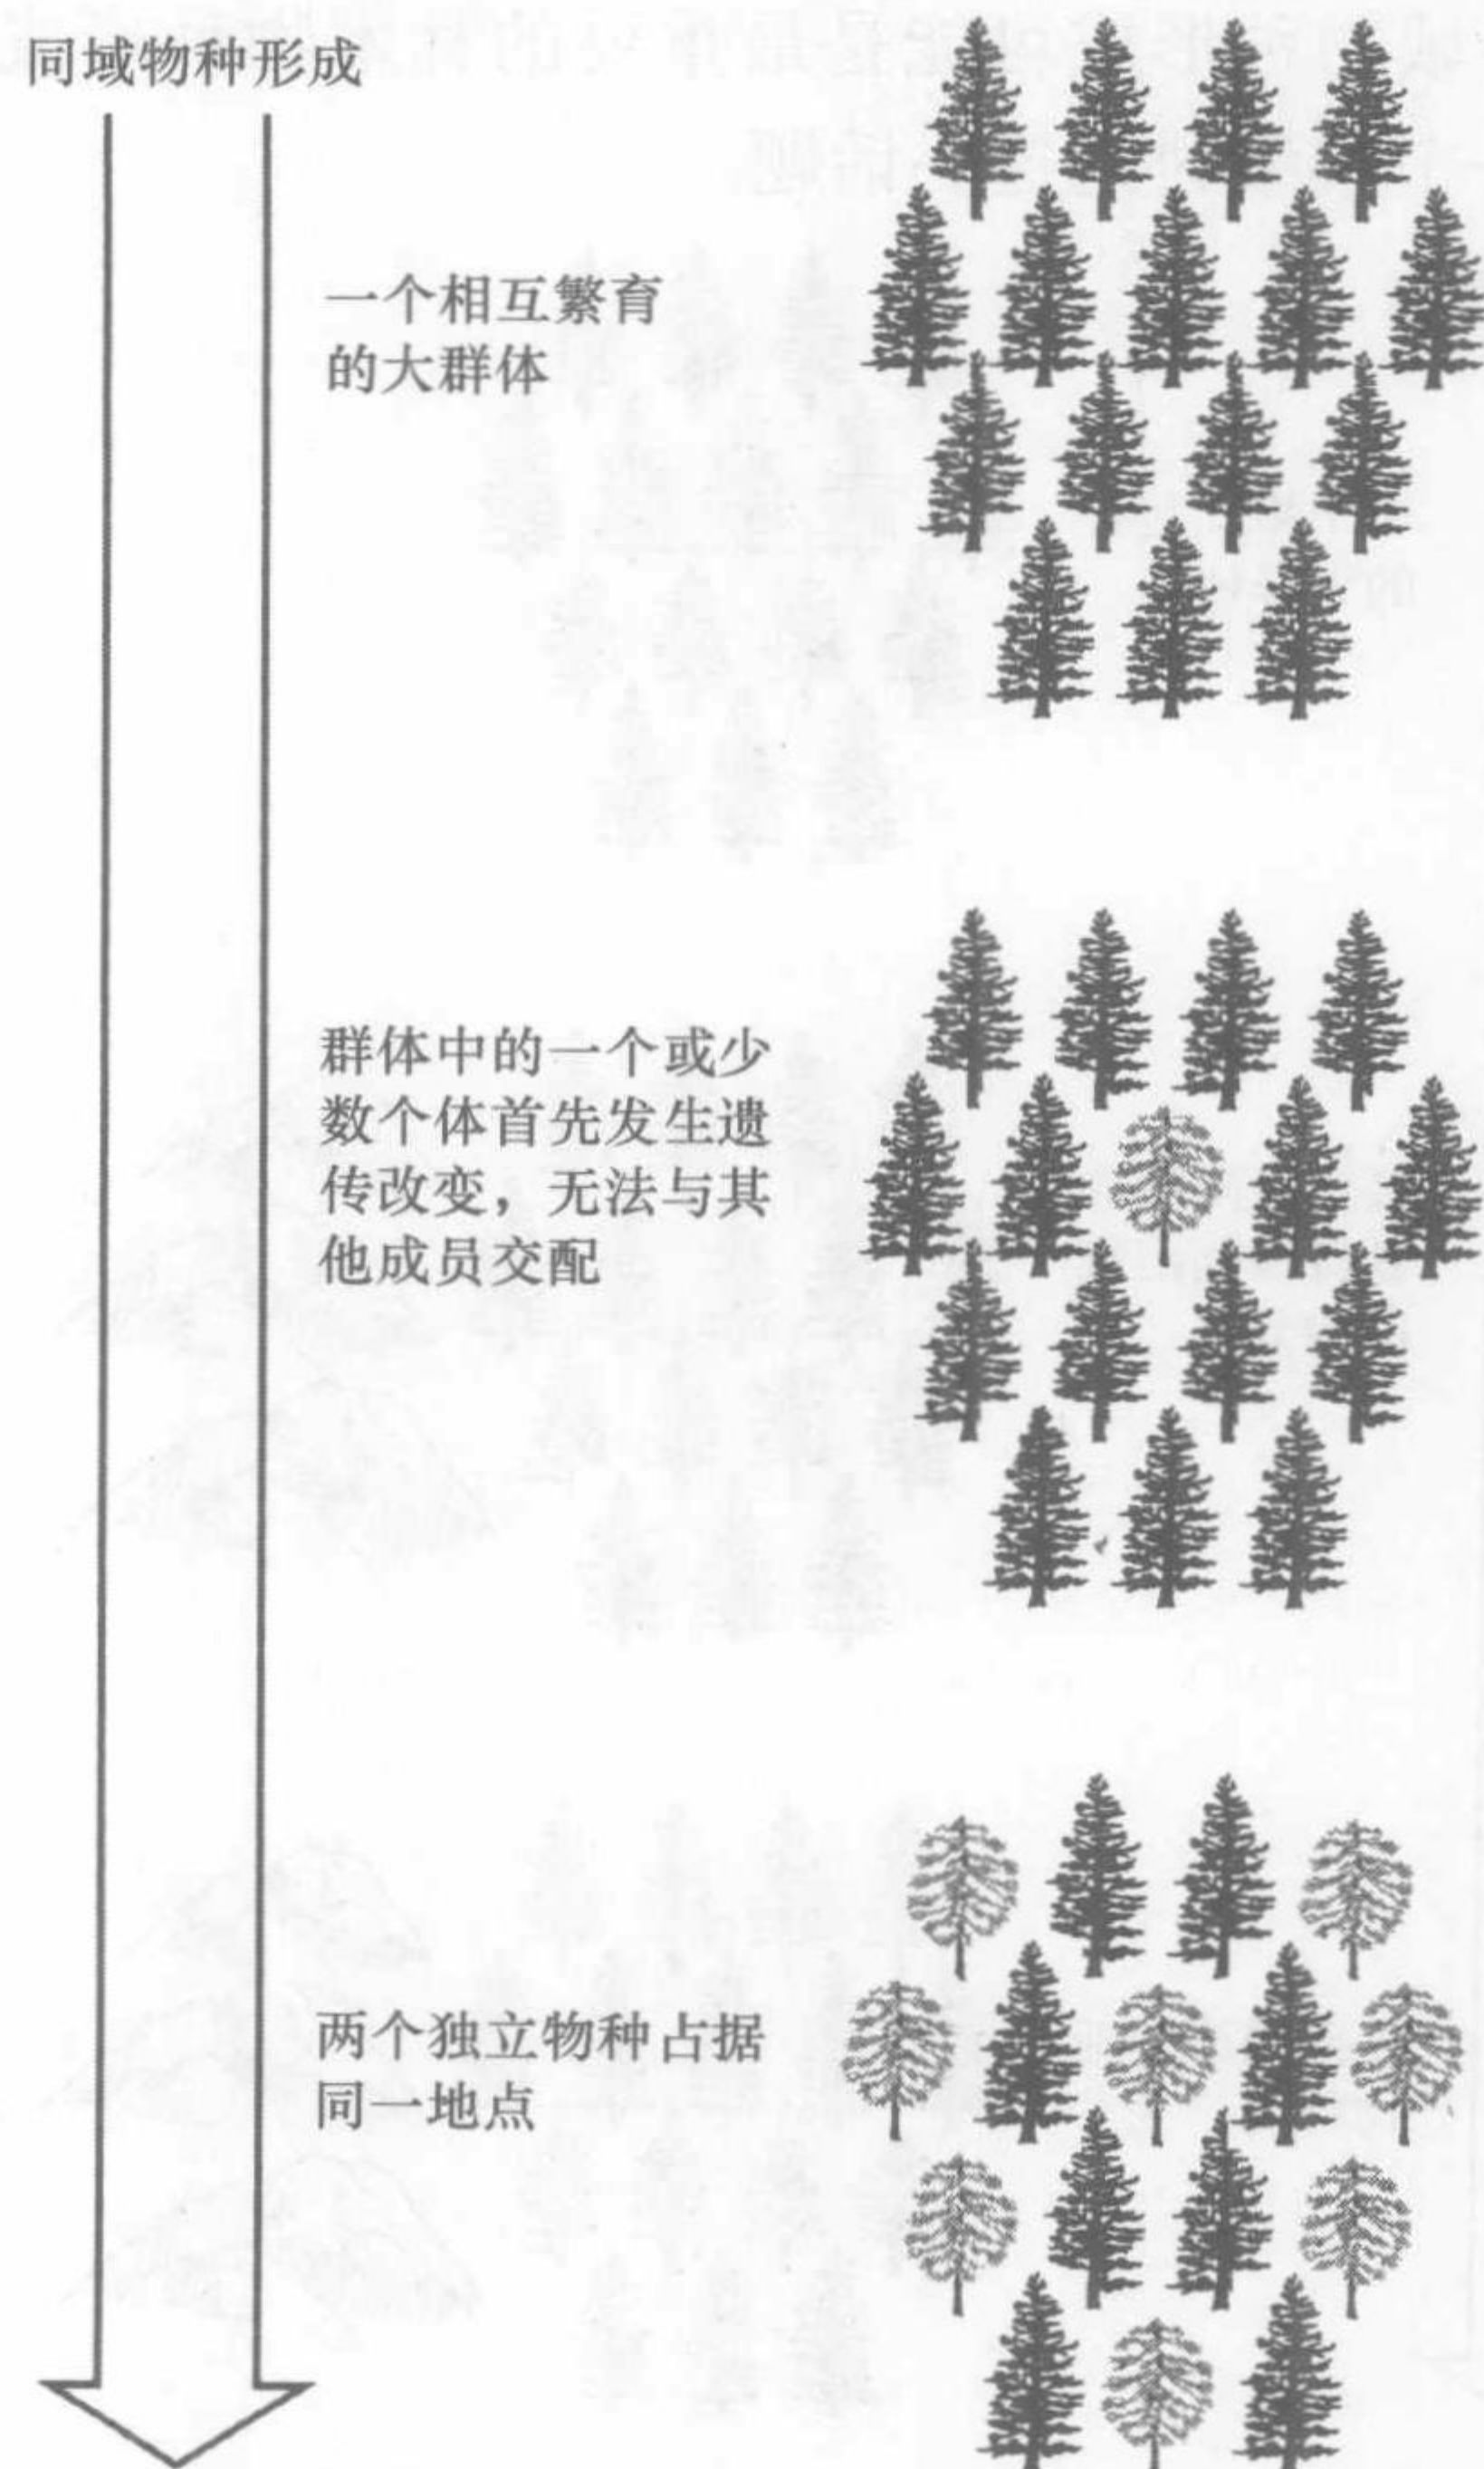 同域物种形成
一个相互繁育
的大群体
群体中的一个或少
数个体首先发生遗
传改变，无法与其
他成员交配
两个独立物种占据
同一地点